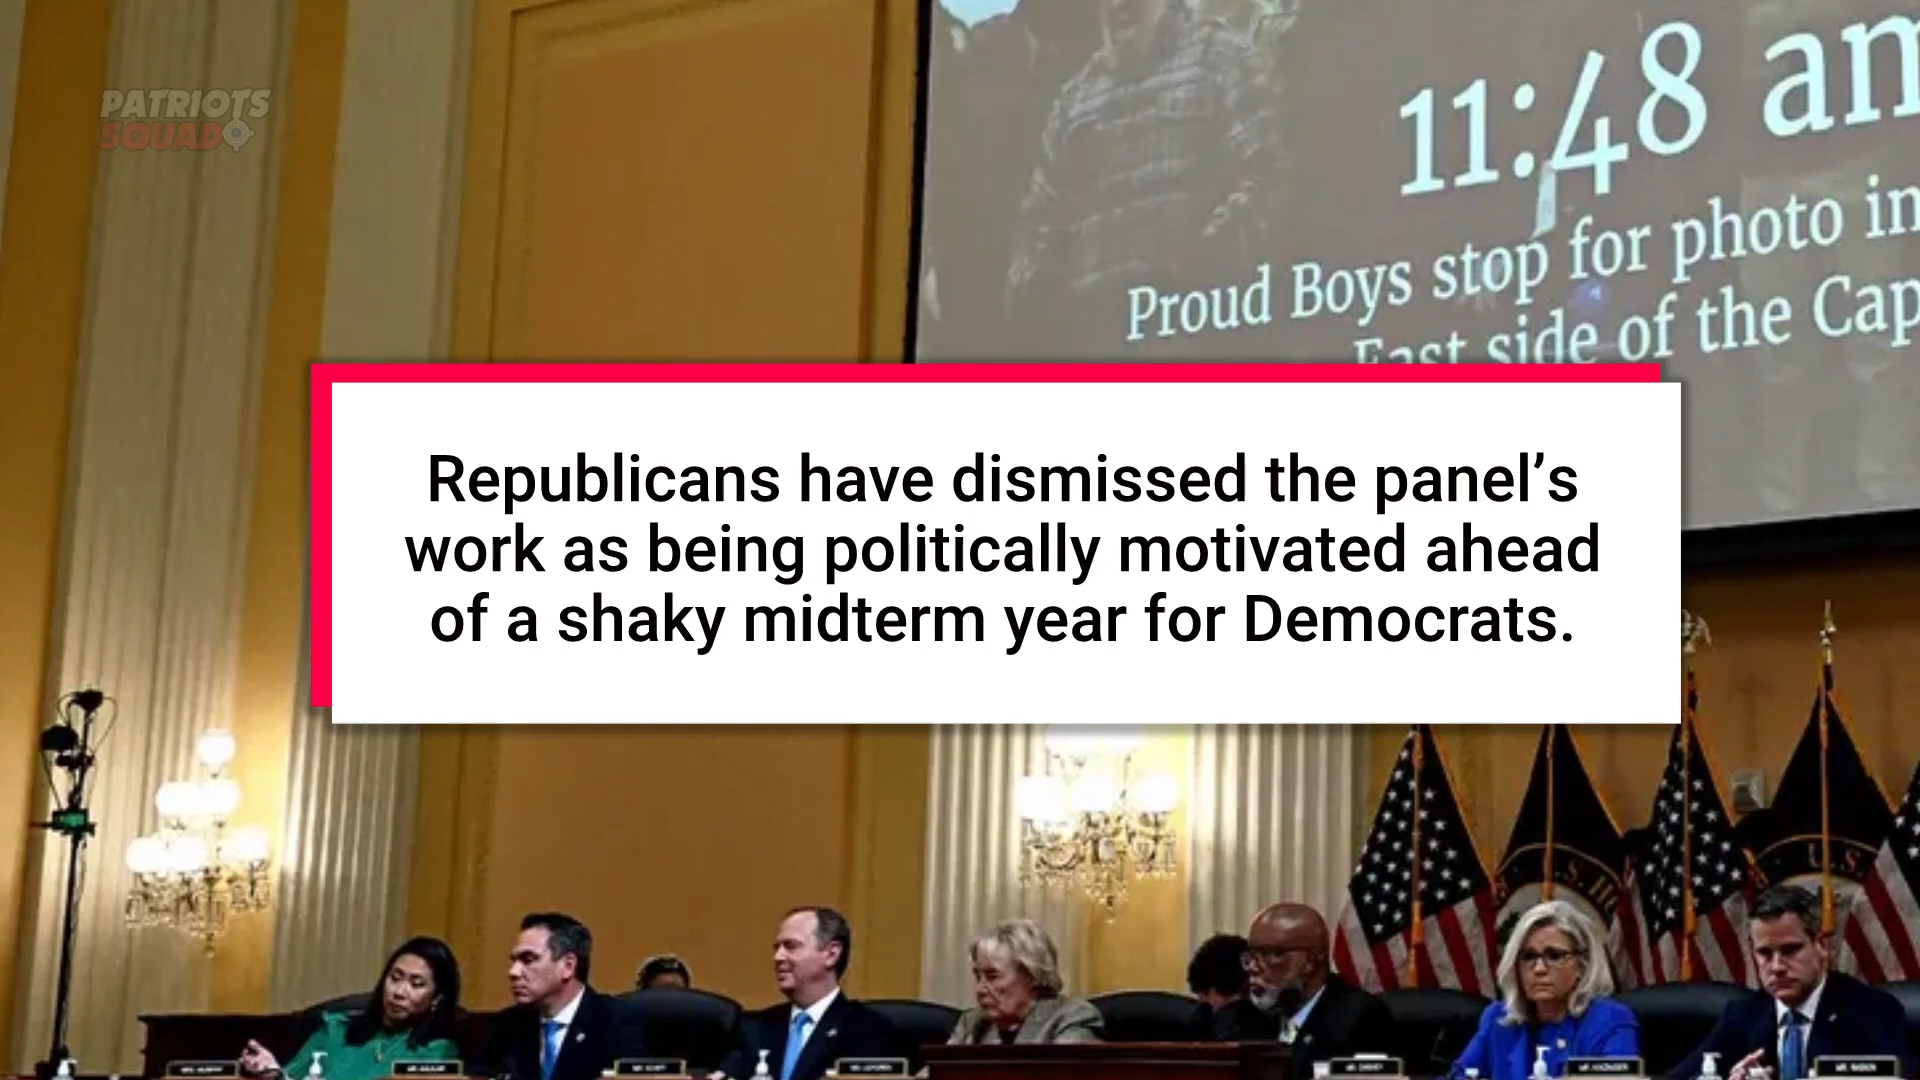 PATRIOTS
SQUAD
11:48 am
Proud Boys stop for photo in
East side of the Cap
Republicans have dismissed the panel’s
work as being politically motivated ahead
of a shaky midterm year for Democrats.
U.S.